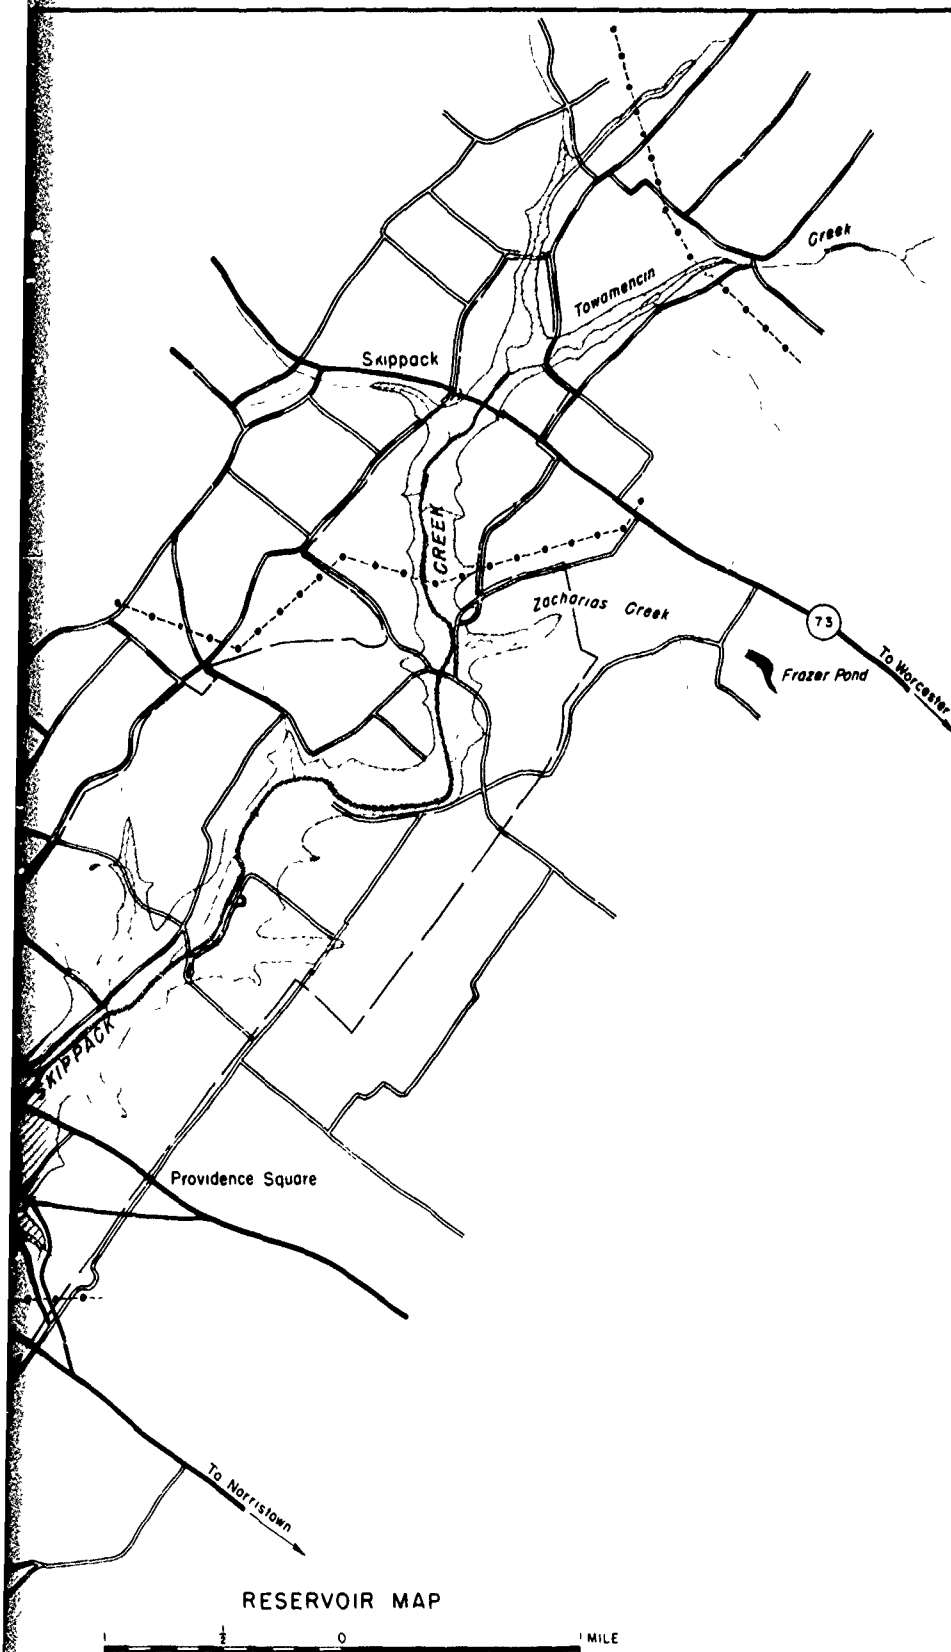 Creek
Towamencin
Skippack
CREEK
Zacharias Creek
73
To Worcester
Frazer Pond
SKIPPACK
Providence Square
To Norristown
RESERVOIR MAP
1 ½ 0 1 MILE